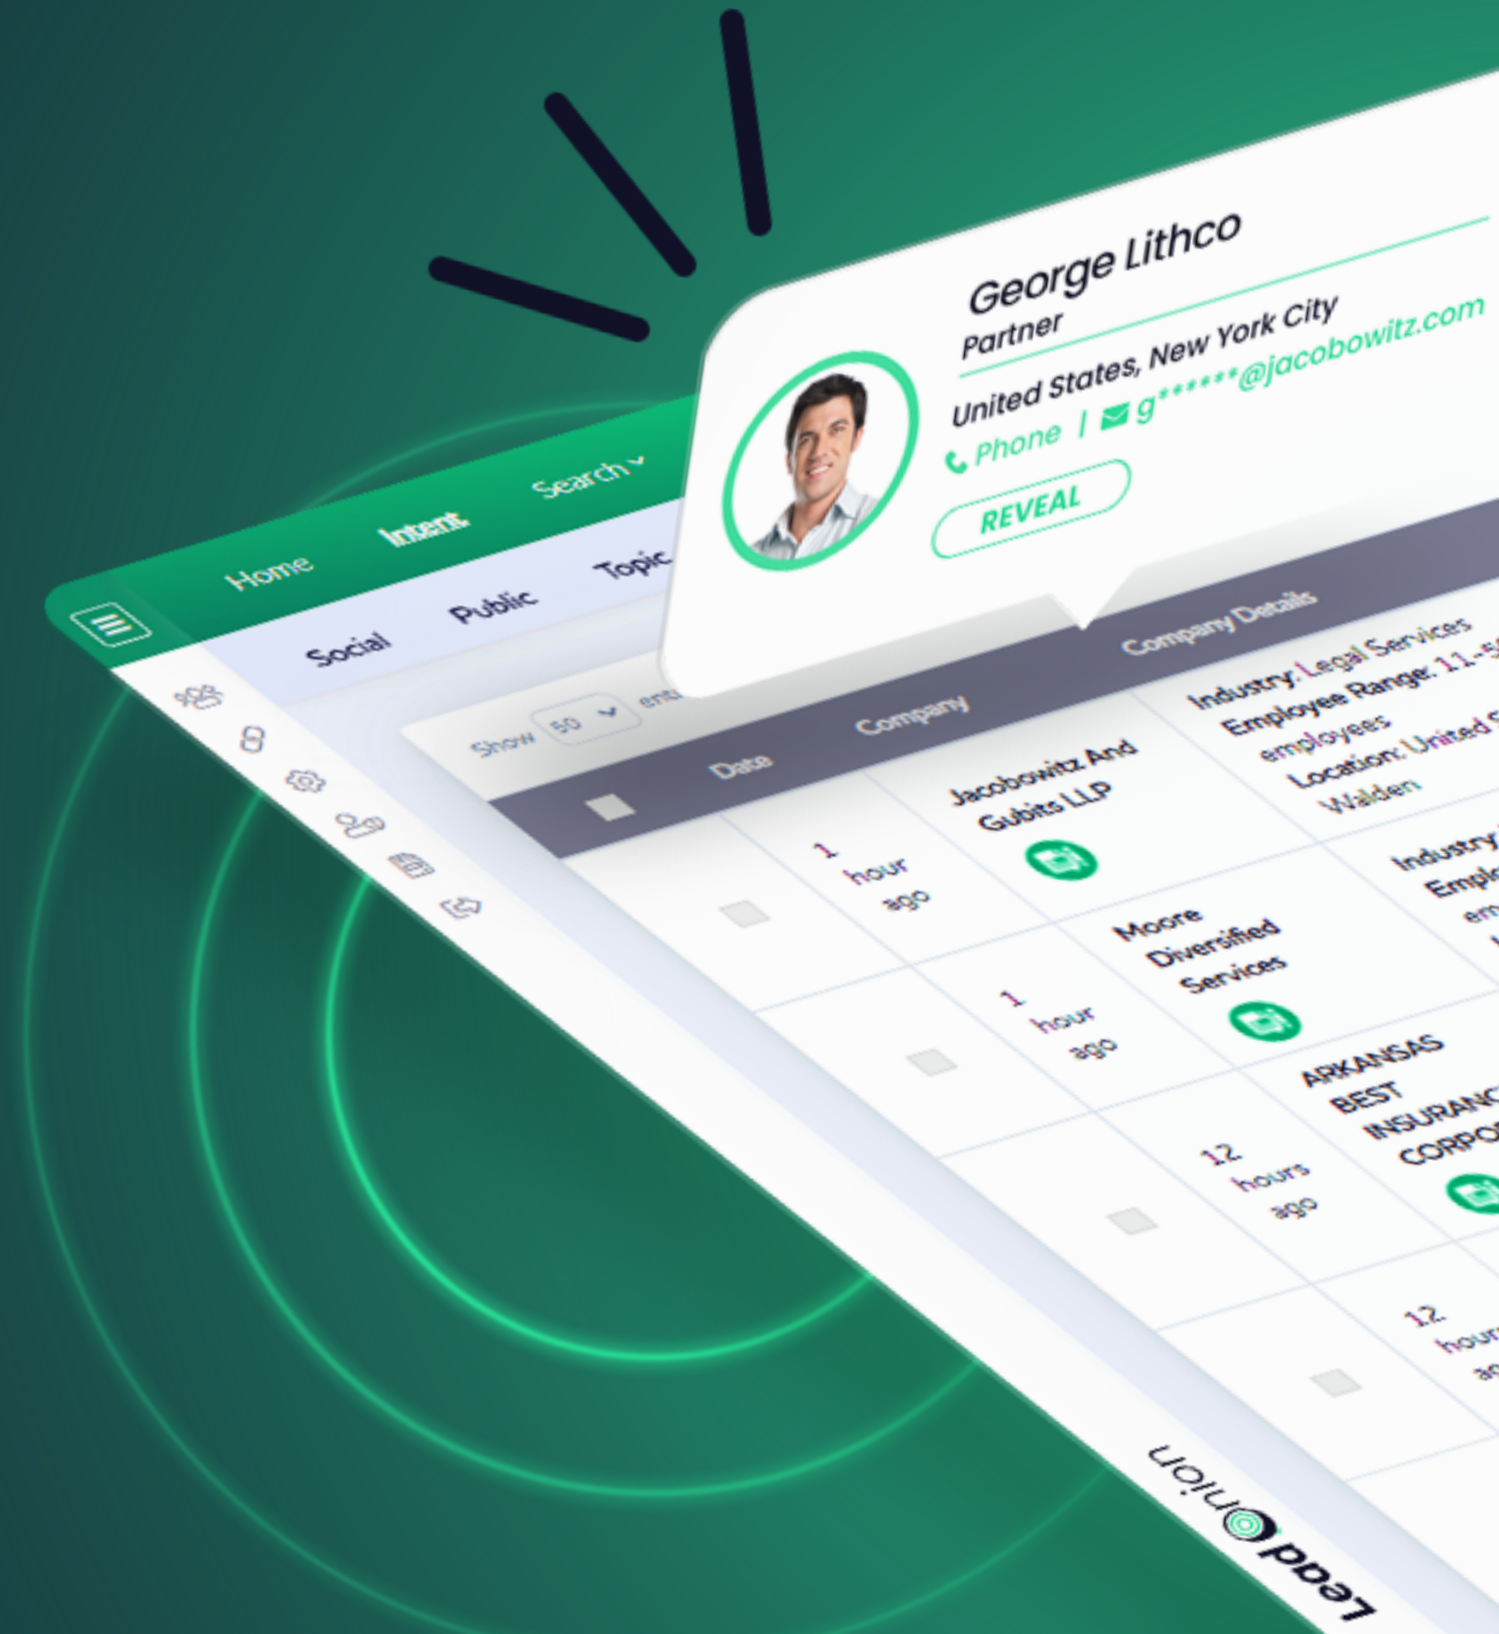 George Lithco
Partner
United States, New York City
Phone | g******@jacobowitz.com
REVEAL
Home Intent Search
Social Public Topic
Show 50
Date Company Company Details
1
hour
ago
Jacobowitz And
Gubits LLP
Industry: Legal Services
Employee Range:
employees
Location: United
Walden
1
hour
ago
Moore
Diversified
Services
Industry:
12
hours
ago
ARKANSAS
BEST
12
LeadOnion